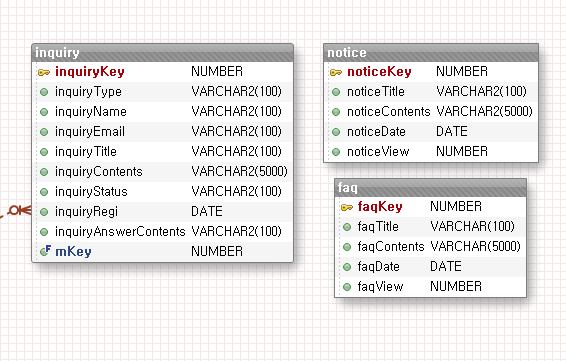 inquiry
inquiryKey NUMBER
inquiryType VARCHAR2(100)
inquiryName VARCHAR2(100)
inquiryEmail VARCHAR2(100)
inquiryTitle VARCHAR2(100)
inquiryContents VARCHAR2(5000)
inquiryStatus VARCHAR2(100)
inquiryRegi DATE
inquiryAnswerContents VARCHAR2(100)
F mKey NUMBER
notice
noticeKey NUMBER
noticeTitle VARCHAR2(100)
noticeContents VARCHAR2(5000)
noticeDate DATE
noticeView NUMBER
faq
faqKey NUMBER
faqTitle VARCHAR(100)
faqContents VARCHAR(5000)
faqDate DATE
faqView NUMBER